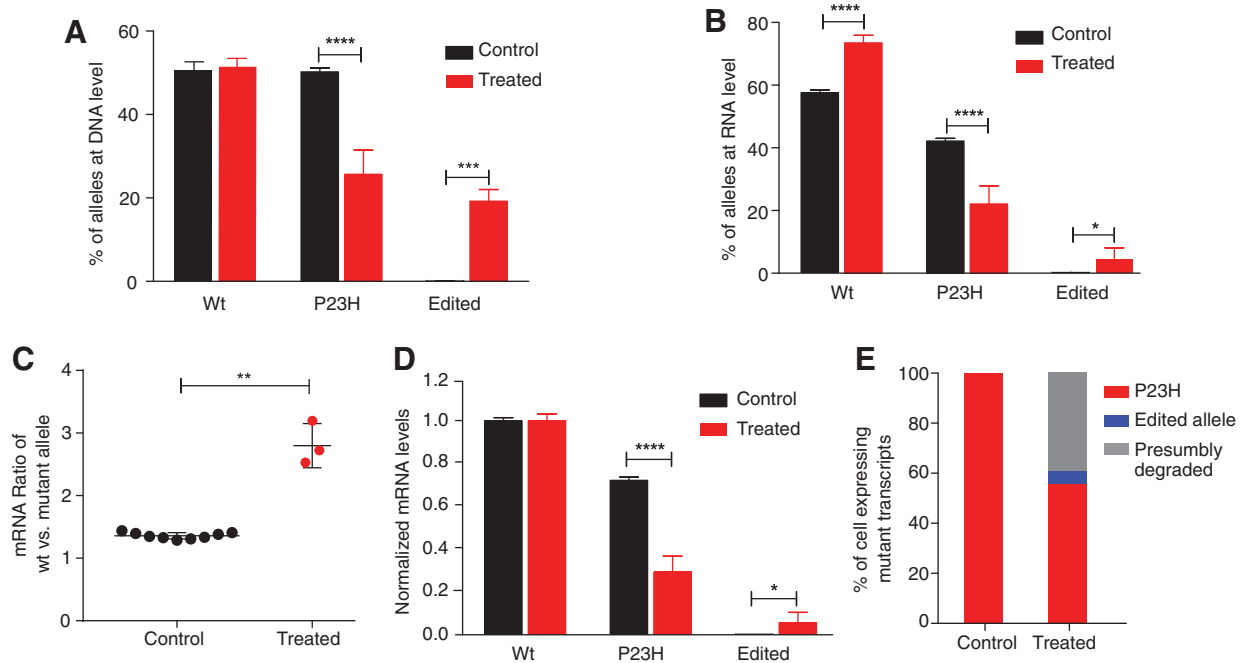 A
% of alleles at DNA level
60
40
20
0
****
***
Control
Treated
Wt
P23H
Edited
B
% of alleles at RNA level
80
60
40
20
0
****
****
*
Control
Treated
Wt
P23H
Edited
C
mRNA Ratio of
wt vs. mutant allele
4
3
2
1
0
**
Control
Treated
D
Normalized mRNA levels
1.2
1.0
0.8
0.6
0.4
0.2
0.0
****
*
Control
Treated
Wt
P23H
Edited
E
% of cell expressing
mutant transcripts
100
80
60
40
20
0
P23H
Edited allele
Presumbly
degraded
Control
Treated